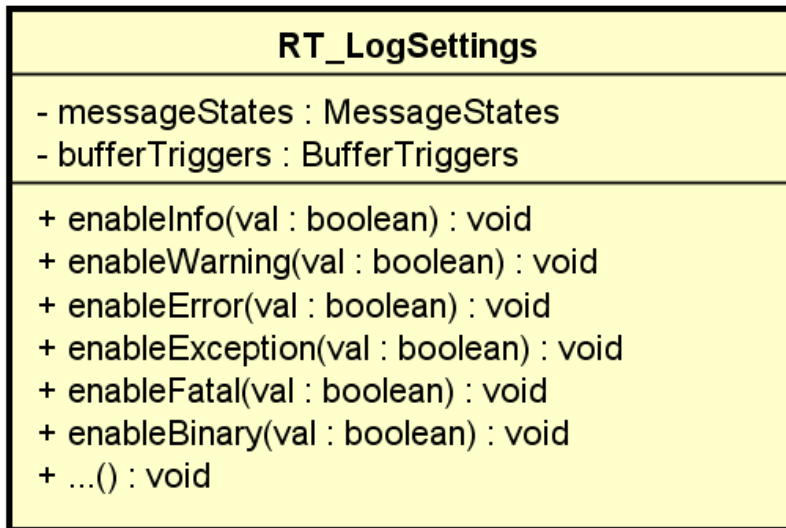 RT_LogSettings
- messageStates : MessageStates
- bufferTriggers : BufferTriggers
+ enableInfo(val : boolean) : void
+ enableWarning(val : boolean) : void
+ enableError(val : boolean) : void
+ enableException(val : boolean) : void
+ enableFatal(val : boolean) : void
+ enableBinary(val : boolean) : void
+ ...() : void